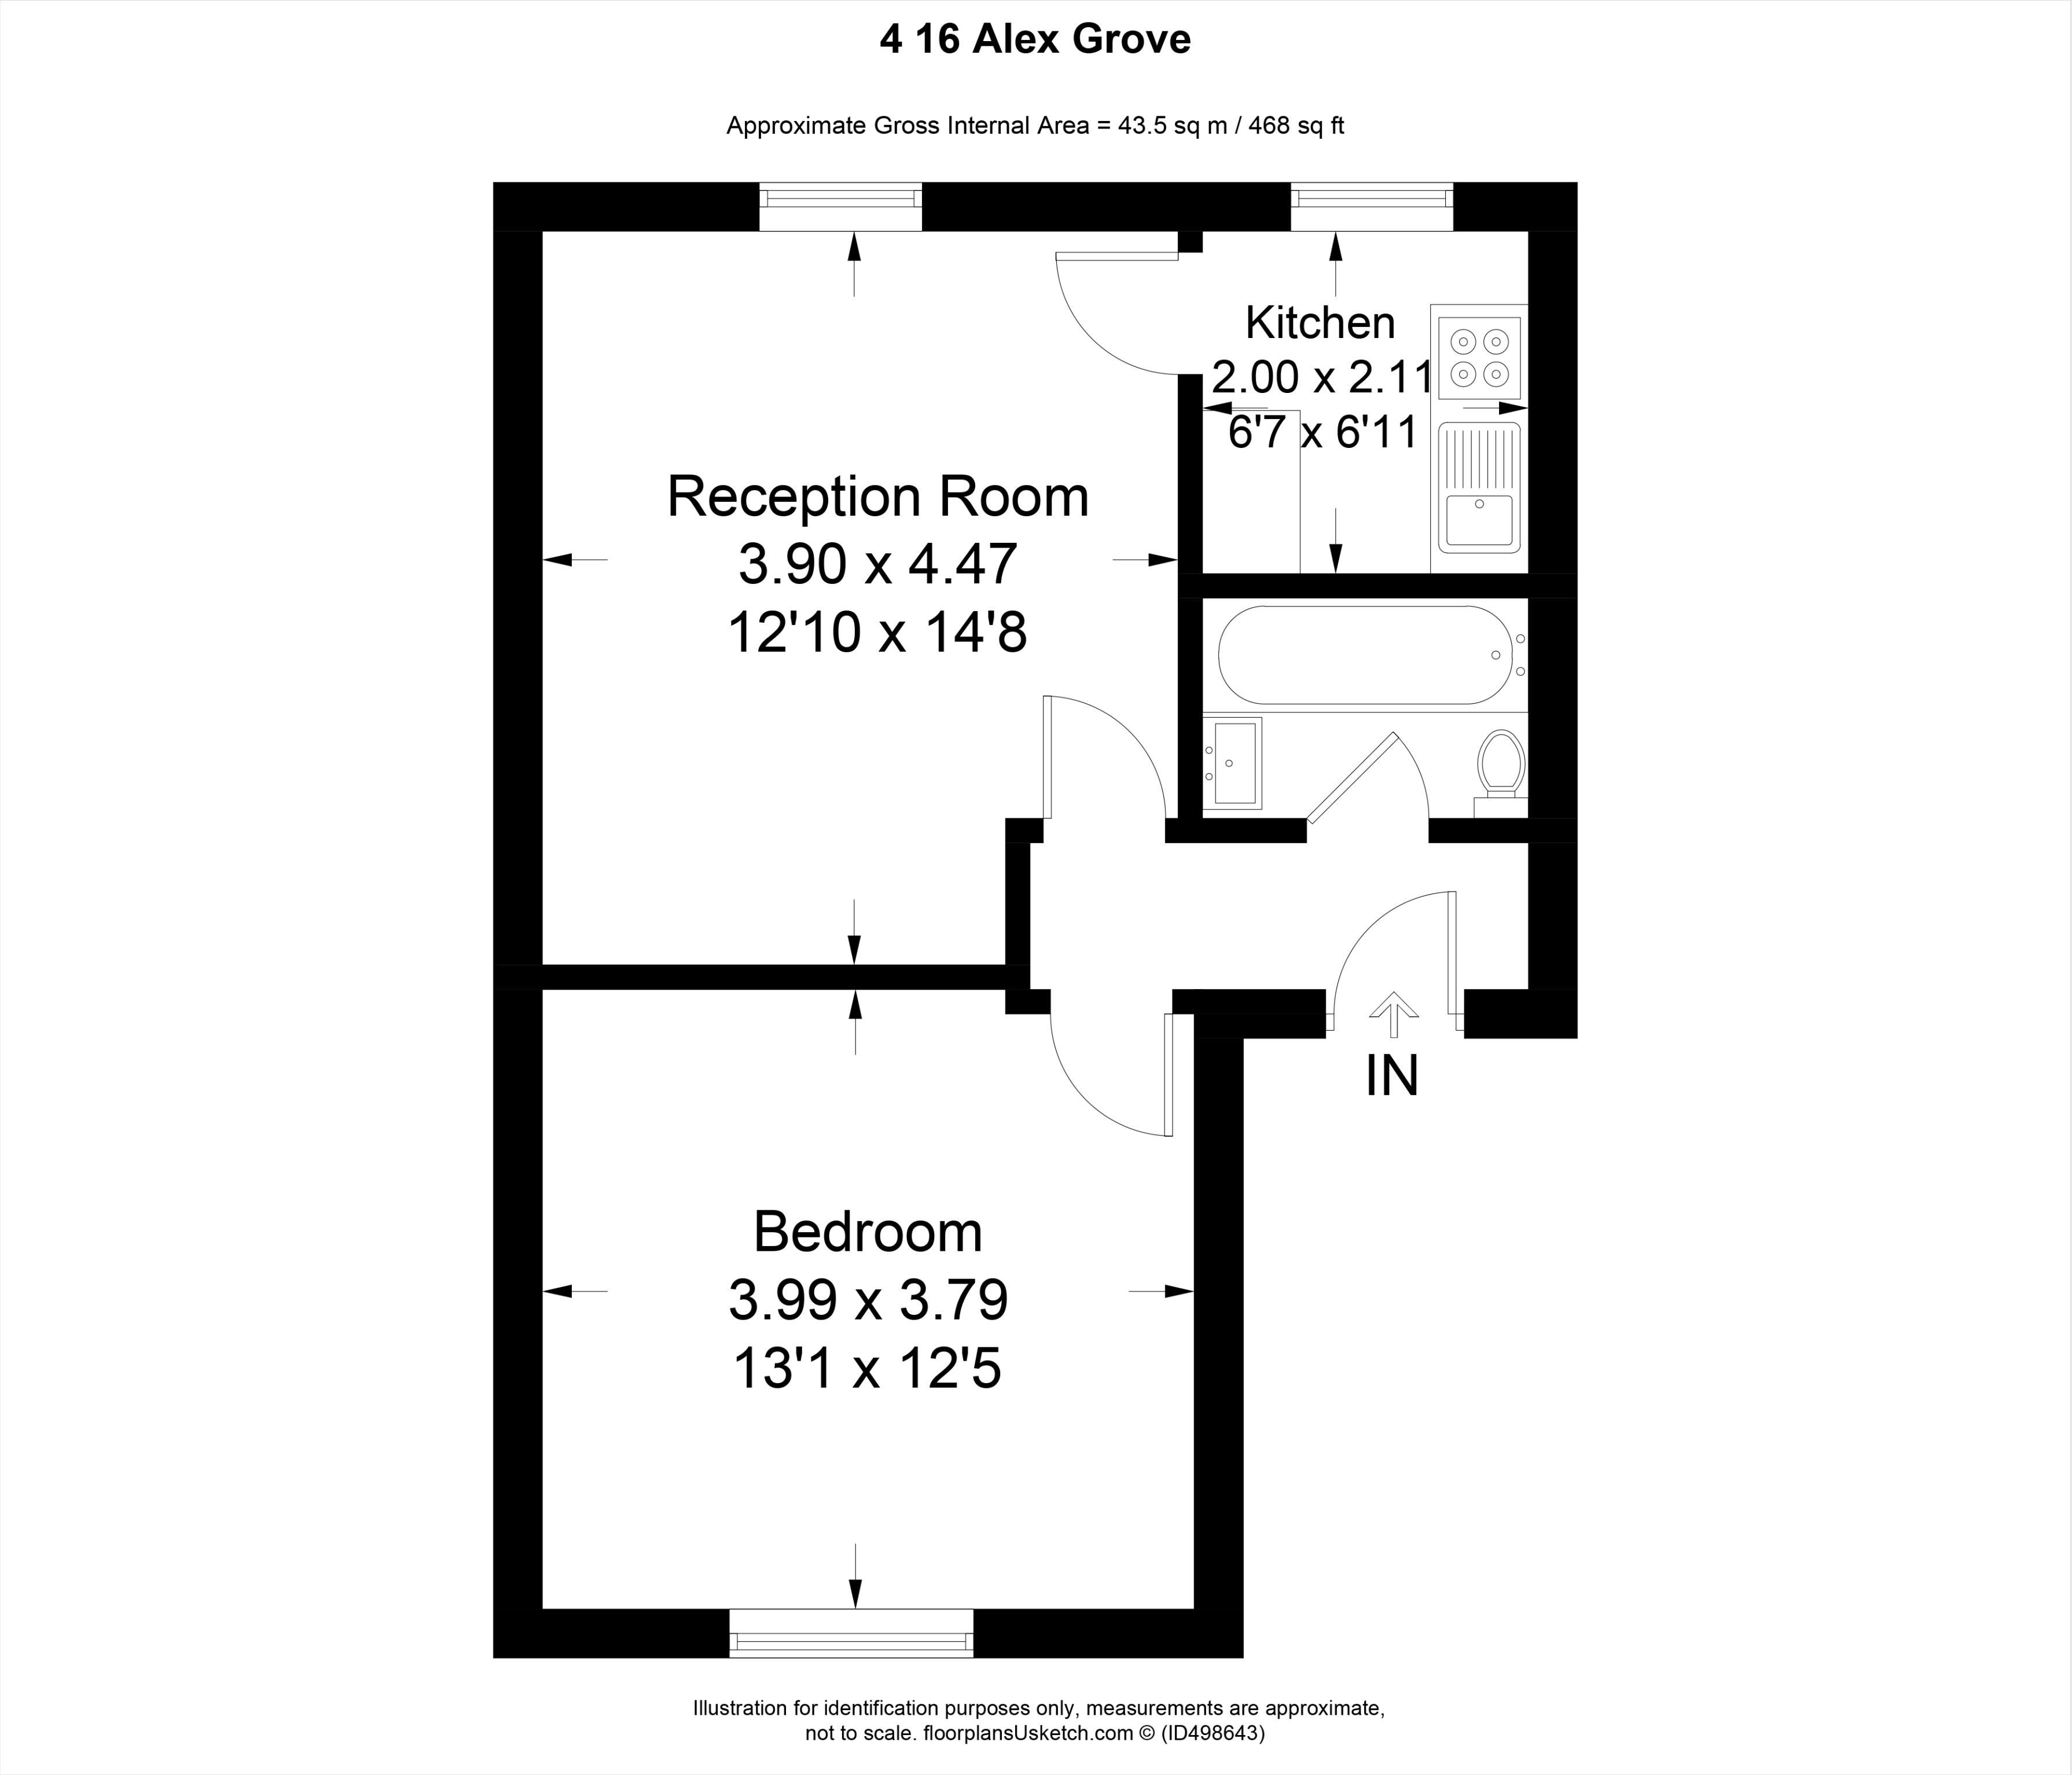 4 16 Alex Grove
Approximate Gross Internal Area = 43.5 sq m / 468 sq ft
Kitchen
2.00 x 2.11
6'7 x 6'11
Reception Room
3.90 x 4.47
12'10 x 14'8
IN
Bedroom
3.99 x 3.79
13'1 x 12'5
Illustration for identification purposes only, measurements are approximate,
not to scale. floorplansUsketch.com © (ID498643)